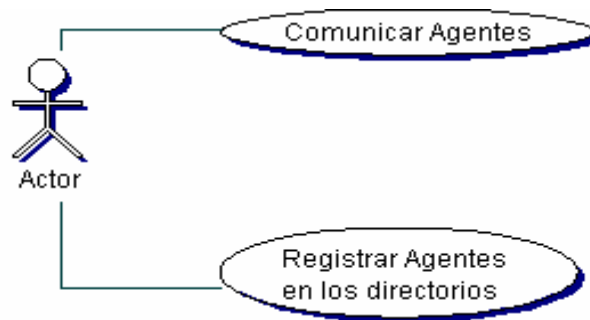 Comunicar Agentes
Actor
Registrar Agentes
en los directorios